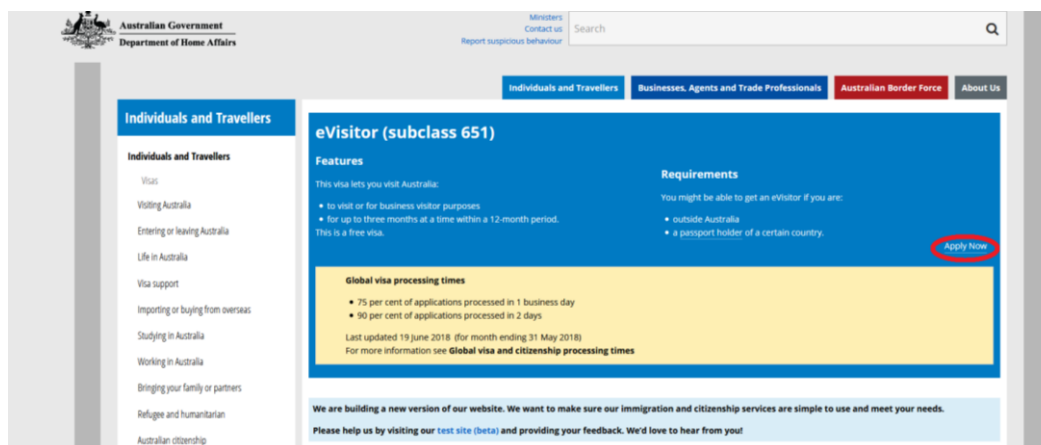 Australian Government
Department of Home Affairs
Ministers
Contact us
Report suspicious behaviour
Search
Individuals and Travellers
Businesses, Agents and Trade Professionals
Australian Border Force
About Us
Individuals and Travellers
Individuals and Travellers
Visas
Visiting Australia
Entering or leaving Australia
Life in Australia
Visa support
Importing or buying from overseas
Studying in Australia
Working in Australia
Bringing your family or partners
Refugee and humanitarian
Australian citizenship
eVisitor (subclass 651)
Features
This visa lets you visit Australia:
• to visit or for business visitor purposes
• for up to three months at a time within a 12-month period.
This is a free visa.
Requirements
You might be able to get an eVisitor if you are:
• outside Australia
• a passport holder of a certain country.
Apply Now
Global visa processing times
• 75 per cent of applications processed in 1 business day
• 90 per cent of applications processed in 2 days
Last updated 19 June 2018 (for month ending 31 May 2018)
For more information see Global visa and citizenship processing times
We are building a new version of our website. We want to make sure our immigration and citizenship services are simple to use and meet your needs.
Please help us by visiting our test site (beta) and providing your feedback. We'd love to hear from you!